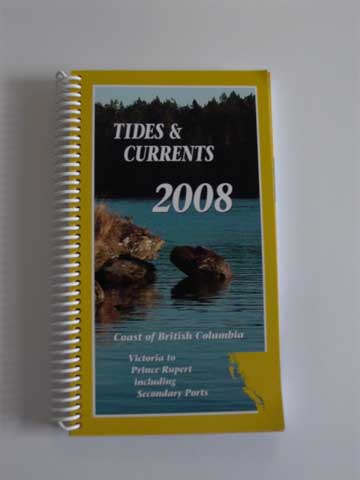 TIDES &
CURRENTS
2008
Coast of British Columbia
Victoria to
Prince Rupert
including
Secondary Ports